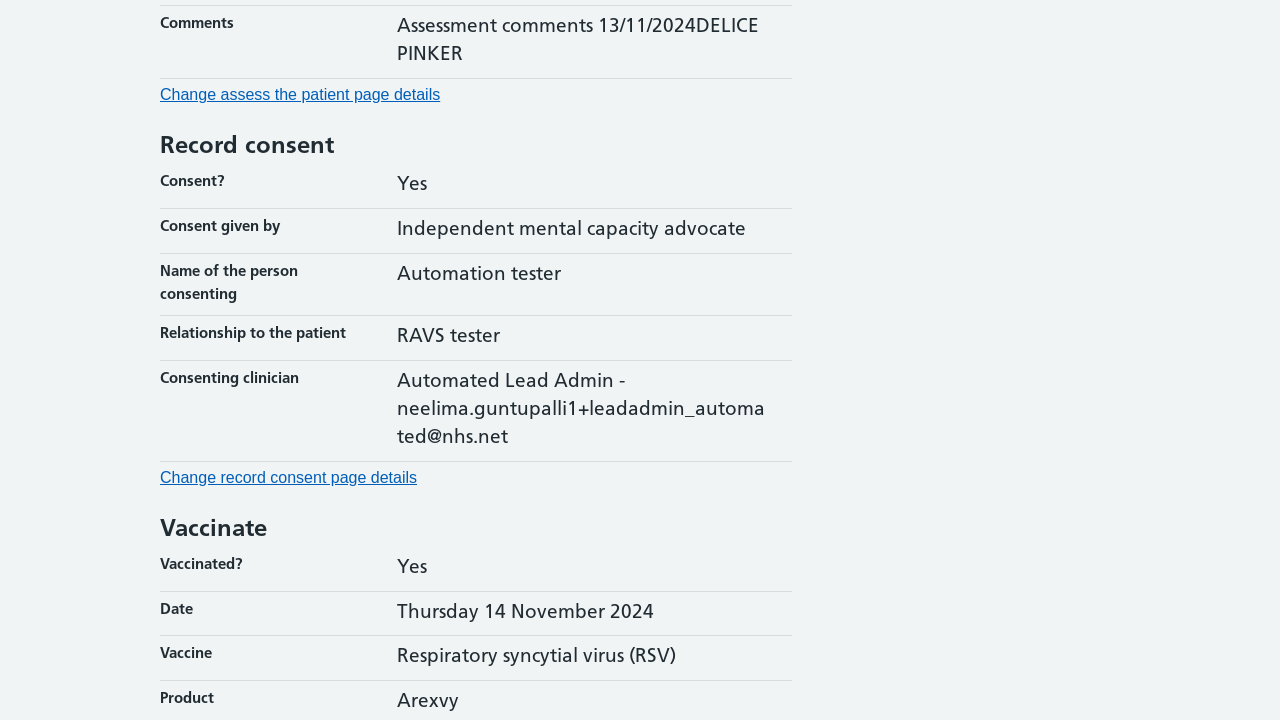 Comments
Assessment comments 13/11/2024DELICE
PINKER
Change assess the patient page details
Record consent
Consent?
Yes
Consent given by
Independent mental capacity advocate
Name of the person
consenting
Automation tester
Relationship to the patient
RAVS tester
Consenting clinician
Automated Lead Admin -
neelima.guntupalli1+leadadmin_automa
ted@nhs.net
Change record consent page details
Vaccinate
Vaccinated?
Yes
Date
Thursday 14 November 2024
Vaccine
Respiratory syncytial virus (RSV)
Product
Arexvy